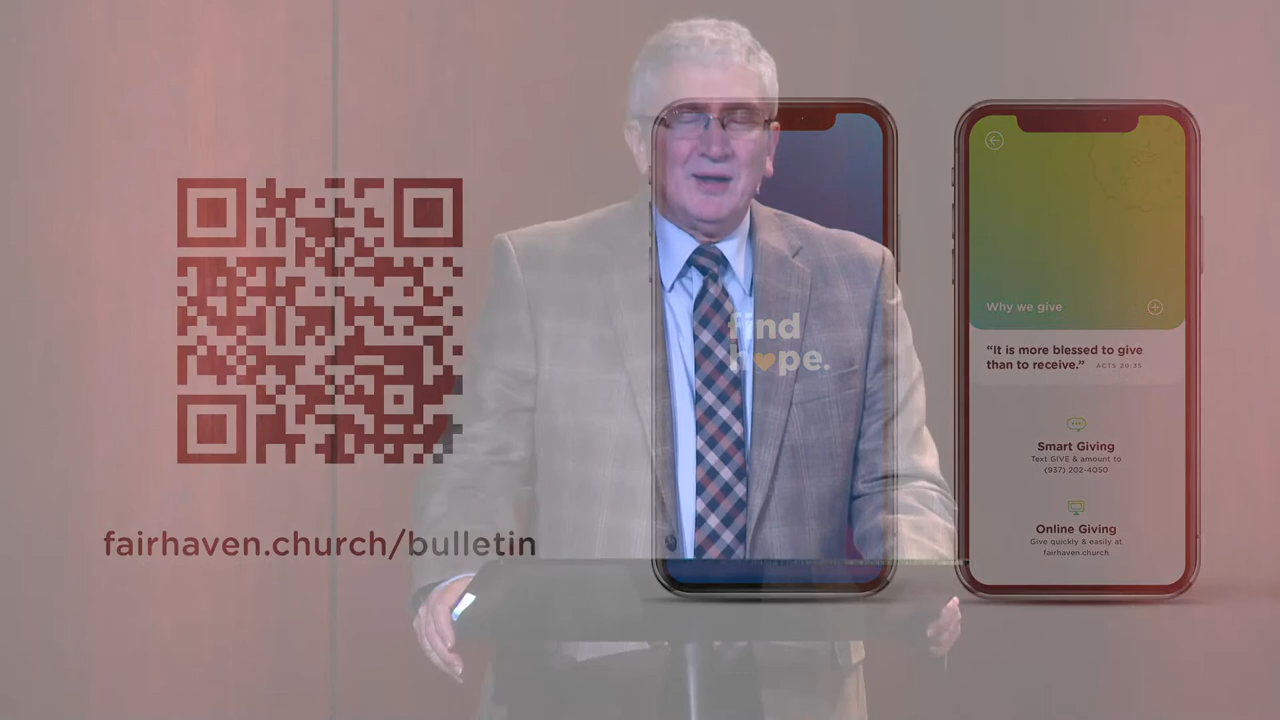 find
hope.
Why we give
“It is more blessed to give
than to receive.” ACTS 20:35
Smart Giving
Text GIVE & amount to
(937) 202-4050
Online Giving
Give quickly & easily at
fairhaven.church
fairhaven.church/bulletin